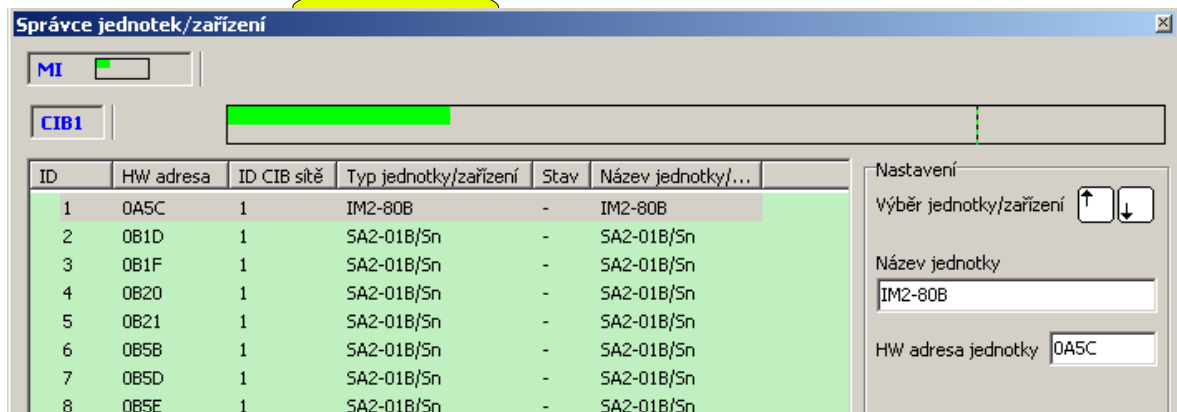 Správce jednotek/zařízení
MI
CIB1
ID HW adresa ID CIB sítě Typ jednotky/zařízení Stav Název jednotky/...
1 0A5C 1 IM2-80B - IM2-80B
2 0B1D 1 SA2-01B/Sn - SA2-01B/Sn
3 0B1F 1 SA2-01B/Sn - SA2-01B/Sn
4 0B20 1 SA2-01B/Sn - SA2-01B/Sn
5 0B21 1 SA2-01B/Sn - SA2-01B/Sn
6 0B5B 1 SA2-01B/Sn - SA2-01B/Sn
7 0B5D 1 SA2-01B/Sn - SA2-01B/Sn
8 0B5E 1 SA2-01B/Sn - SA2-01B/Sn
Nastavení
Výběr jednotky/zařízení
Název jednotky
IM2-80B
HW adresa jednotky 0A5C